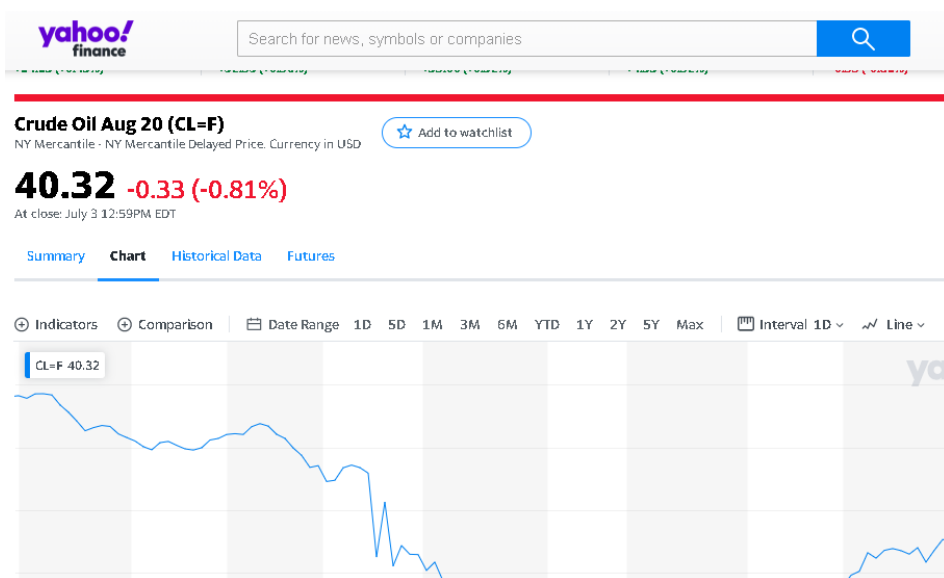 yahoo!
finance
Search for news, symbols or companies
Crude Oil Aug 20 (CL=F)
Add to watchlist
NY Mercantile - NY Mercantile Delayed Price. Currency in USD
40.32 -0.33 (-0.81%)
At close: July 3 12:59PM EDT
Summary Chart Historical Data Futures
Indicators Comparison Date Range 1D 5D 1M 3M 6M YTD 1Y 2Y 5Y Max Interval 1D Line
CL=F 40.32